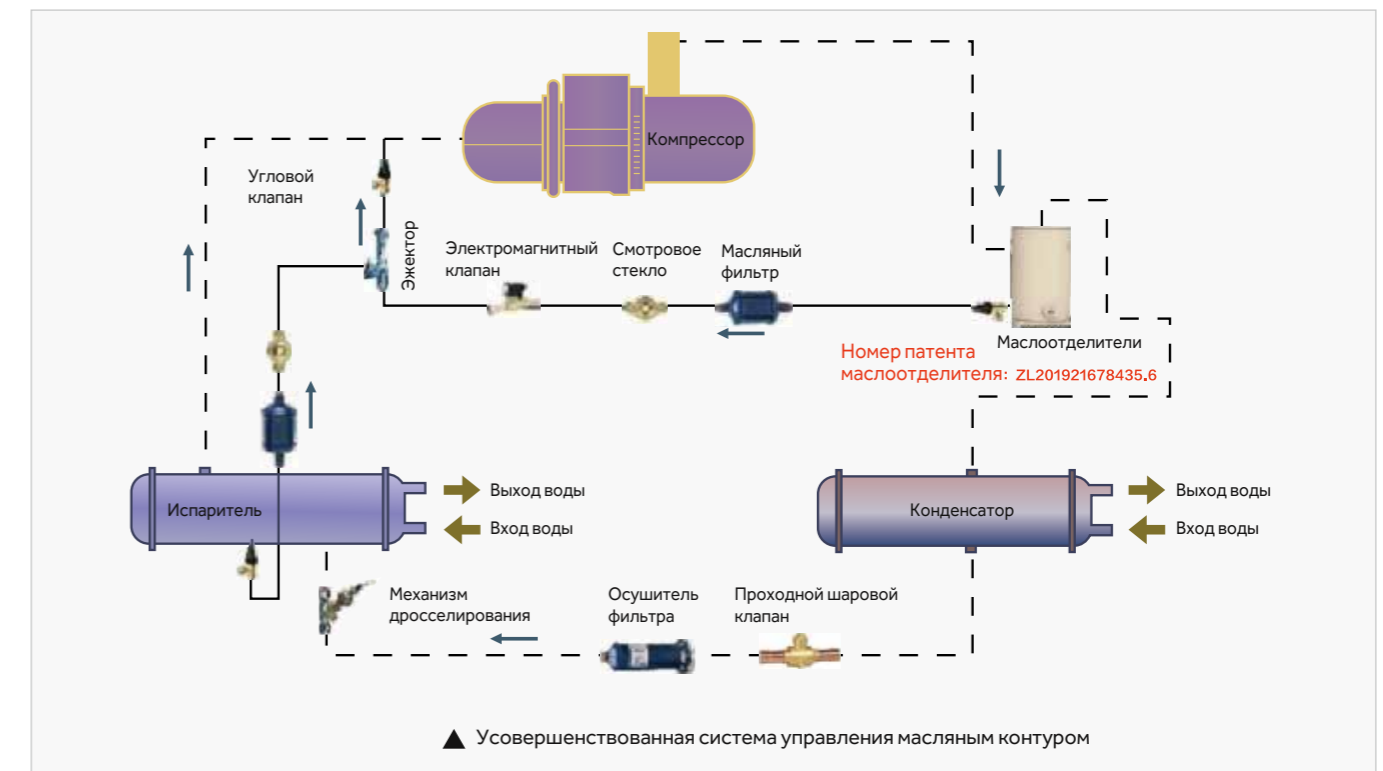 Компрессор
Угловой
клапан
Эжектор
Электромагнитный
клапан
Смотровое
стекло
Масляный
фильтр
Маслоотделители
Номер патента
маслоотделителя: ZL201921678435.6
Испаритель
Выход воды
Вход воды
Конденсатор
Выход воды
Вход воды
Механизм
дросселирования
Осушитель
фильтра
Проходной шаровой
клапан
▲ Усовершенствованная система управления масляным контуром